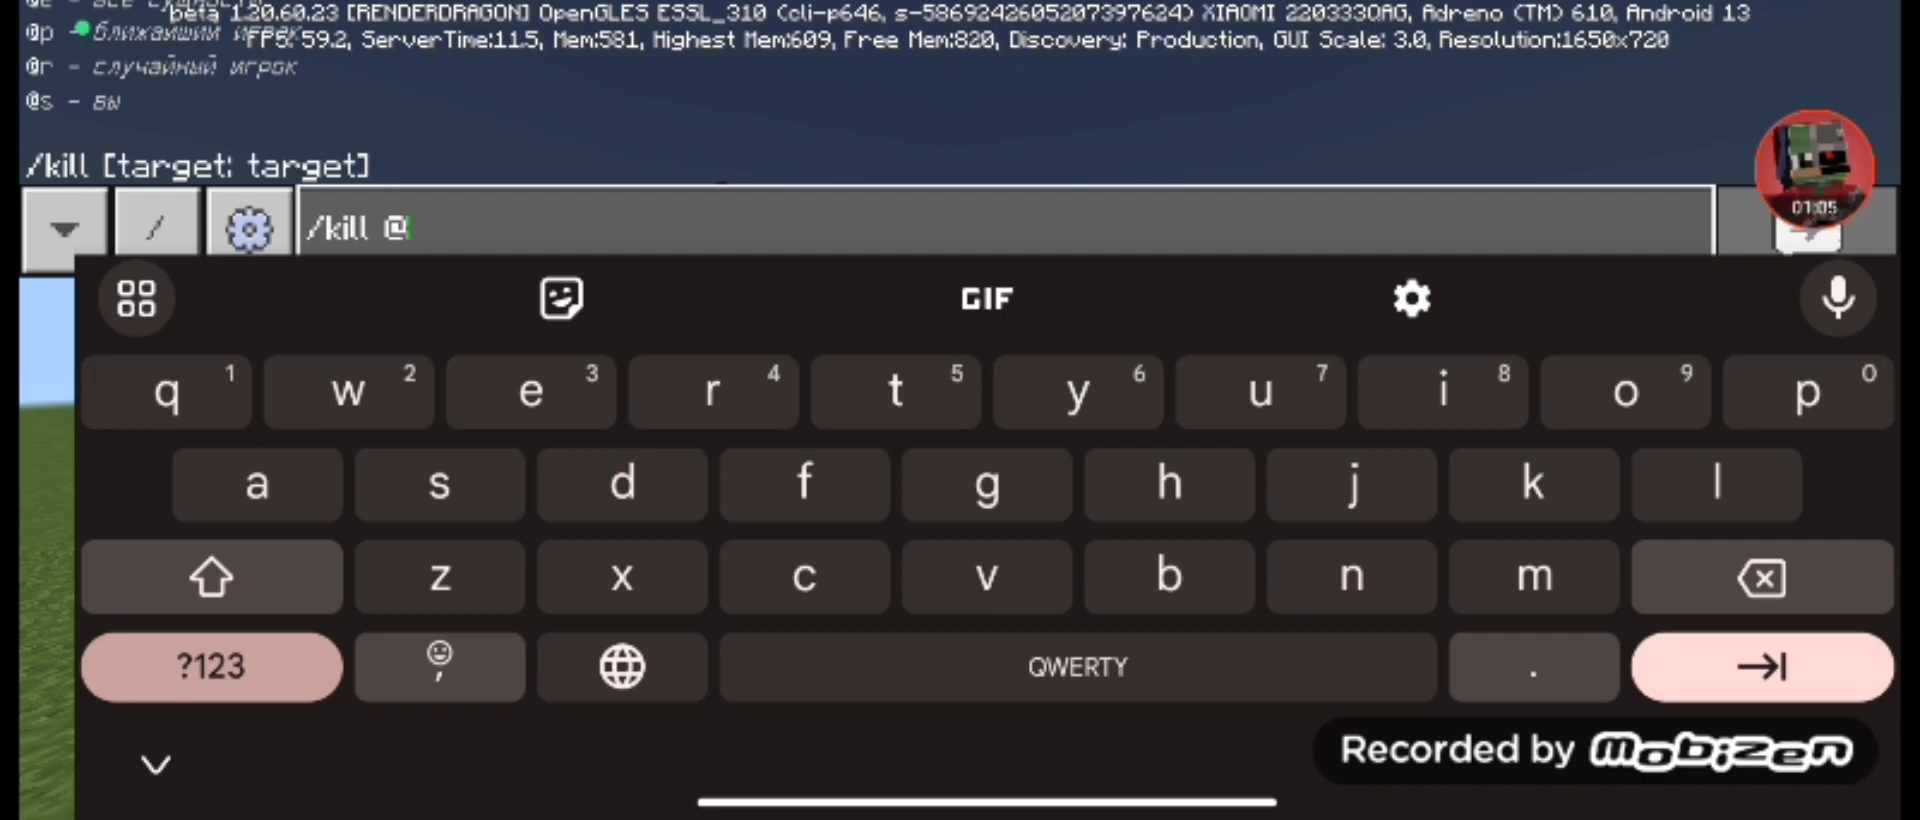 @e - все сущности
beta 1.20.60.23 [RENDERDRAGON] OpenGLES ESSL_310 (cli-p646, s-5869242605207397624) XIAOMI 22033300AG, Adreno (TM) 610, Android 13
@p - ближайший игрок
FPS: 59.2, ServerTime:11.5, Mem:581, Highest Mem:609, Free Mem:820, Discovery: Production, GUI Scale: 3.0, Resolution:1650x720
@r - случайный игрок
@s - вы
/kill [target: target]
01:05
/ /kill @
GIF
q 1 w 2 e 3 r 4 t 5 y 6 u 7 i 8 o 9 p 0
a s d f g h j k l
z x c v b n m
?123 , QWERTY .
Recorded by mobizen